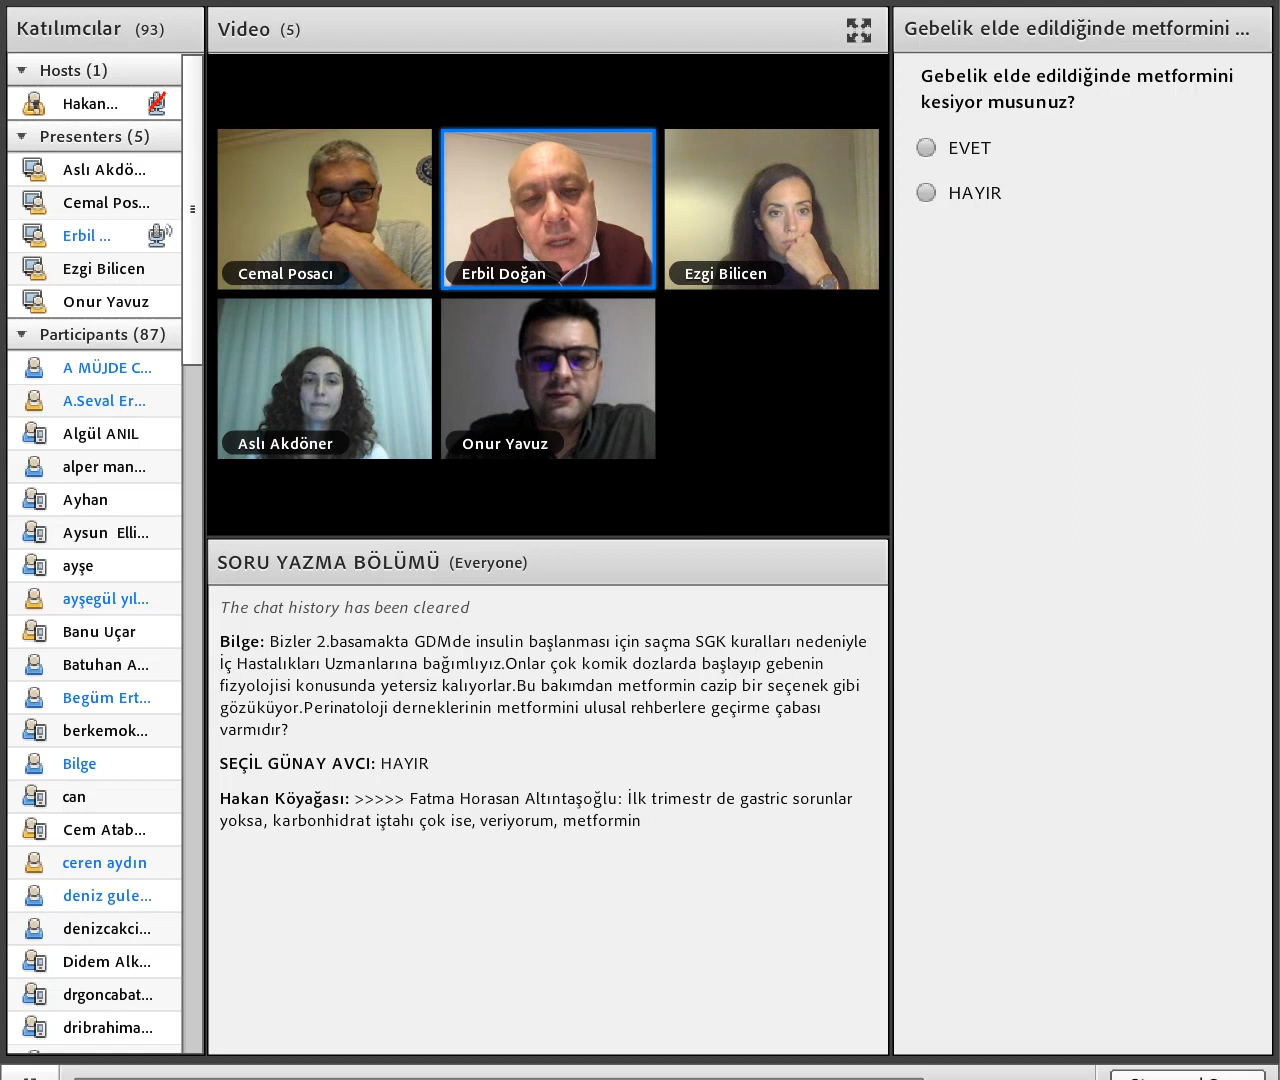 Katılımcılar (93)
Hosts (1)
Hakan...
Presenters (5)
Aslı Akdö...
Cemal Pos...
Erbil ...
Ezgi Bilicen
Onur Yavuz
Participants (87)
A MÜJDE C...
A.Seval Er...
Algül ANIL
alper man...
Ayhan
Aysun Elli...
ayşe
ayşegül yıl...
Banu Uçar
Batuhan A...
Begüm Ert...
berkemok...
Bilge
can
Cem Atab...
ceren aydın
deniz gule...
denizcakci...
Didem Alk...
drgoncabat...
dribrahima...
Video (5)
Cemal Posacı
Erbil Doğan
Ezgi Bilicen
Aslı Akdöner
Onur Yavuz
SORU YAZMA BÖLÜMÜ (Everyone)
The chat history has been cleared
Bilge: Bizler 2.basamakta GDMde insulin başlanması için saçma SGK kuralları nedeniyle
İç Hastalıkları Uzmanlarına bağımlıyız.Onlar çok komik dozlarda başlayıp gebenin
fizyolojisi konusunda yetersiz kalıyorlar.Bu bakımdan metformin cazip bir seçenek gibi
gözüküyor.Perinatoloji derneklerinin metformini ulusal rehberlere geçirme çabası
varmıdır?
SEÇİL GÜNAY AVCI: HAYIR
Hakan Köyağası: >>>>> Fatma Horasan Altıntaşoğlu: İlk trimestr de gastric sorunlar
yoksa, karbonhidrat iştahı çok ise, veriyorum, metformin
Gebelik elde edildiğinde metformini ...
Gebelik elde edildiğinde metformini
kesiyor musunuz?
EVET
HAYIR